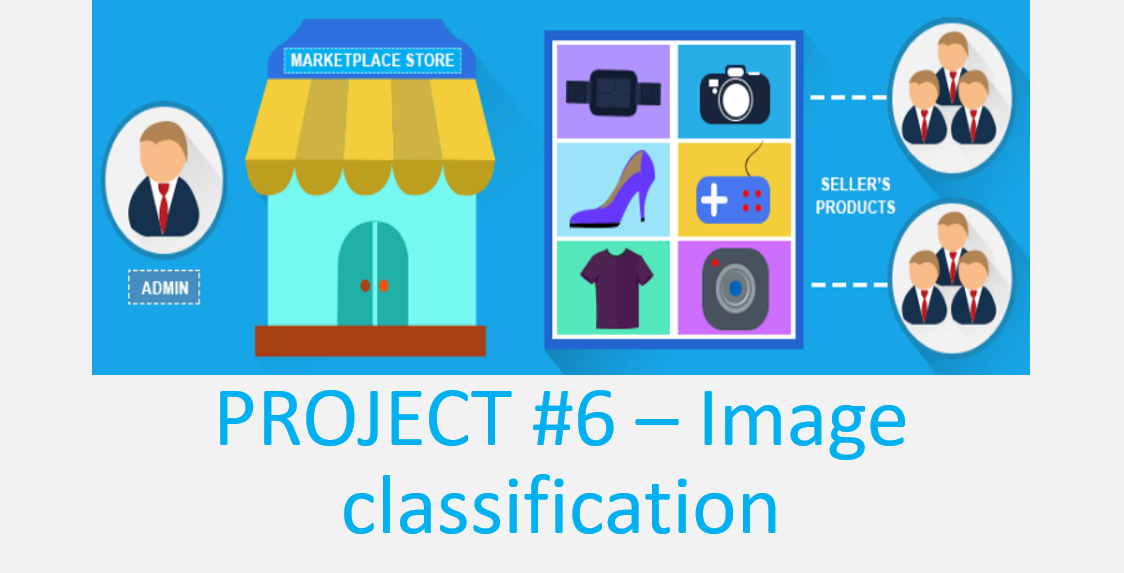 MARKETPLACE STORE
ADMIN
SELLER'S
PRODUCTS
PROJECT #6 – Image
classification